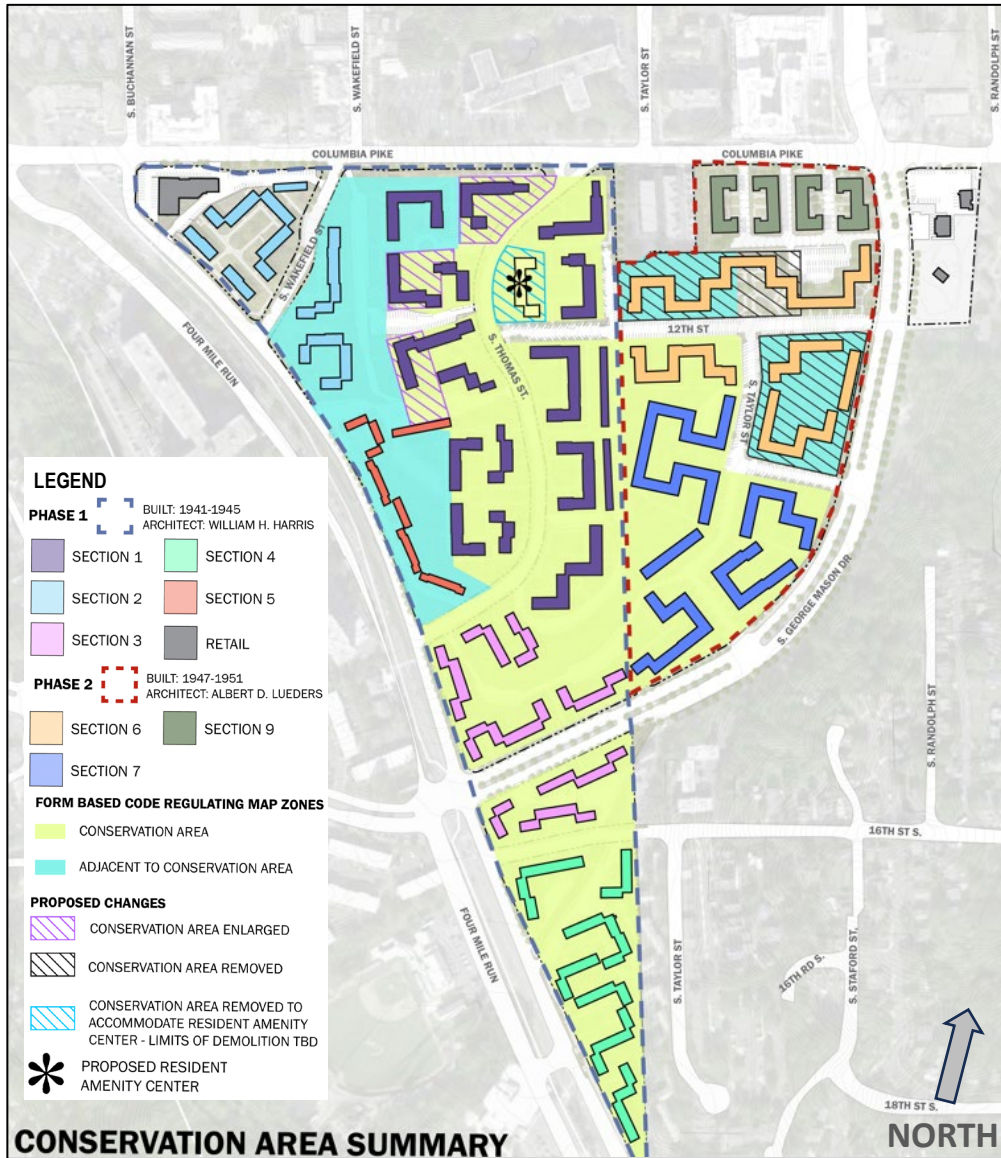 S. BUCHANNAN ST
S. WAKEFIELD ST
S. TAYLOR ST
S. RANDOLPH ST
COLUMBIA PIKE
COLUMBIA PIKE
S. WAKEFIELD ST
FOUR MILE RUN
S. THOMAS ST.
12TH ST
S. TAYLOR ST
S. GEORGE MASON DR
S. RANDOLPH ST
16TH ST S.
FOUR MILE RUN
S. TAYLOR ST
16TH RD S.
S. STAFORD ST.
18TH ST S.
LEGEND
PHASE 1
BUILT: 1941-1945
ARCHITECT: WILLIAM H. HARRIS
SECTION 1
SECTION 4
SECTION 2
SECTION 5
SECTION 3
RETAIL
PHASE 2
BUILT: 1947-1951
ARCHITECT: ALBERT D. LUEDERS
SECTION 6
SECTION 9
SECTION 7
FORM BASED CODE REGULATING MAP ZONES
CONSERVATION AREA
ADJACENT TO CONSERVATION AREA
PROPOSED CHANGES
CONSERVATION AREA ENLARGED
CONSERVATION AREA REMOVED
CONSERVATION AREA REMOVED TO
ACCOMMODATE RESIDENT AMENITY
CENTER - LIMITS OF DEMOLITION TBD
PROPOSED RESIDENT
AMENITY CENTER
CONSERVATION AREA SUMMARY
NORTH